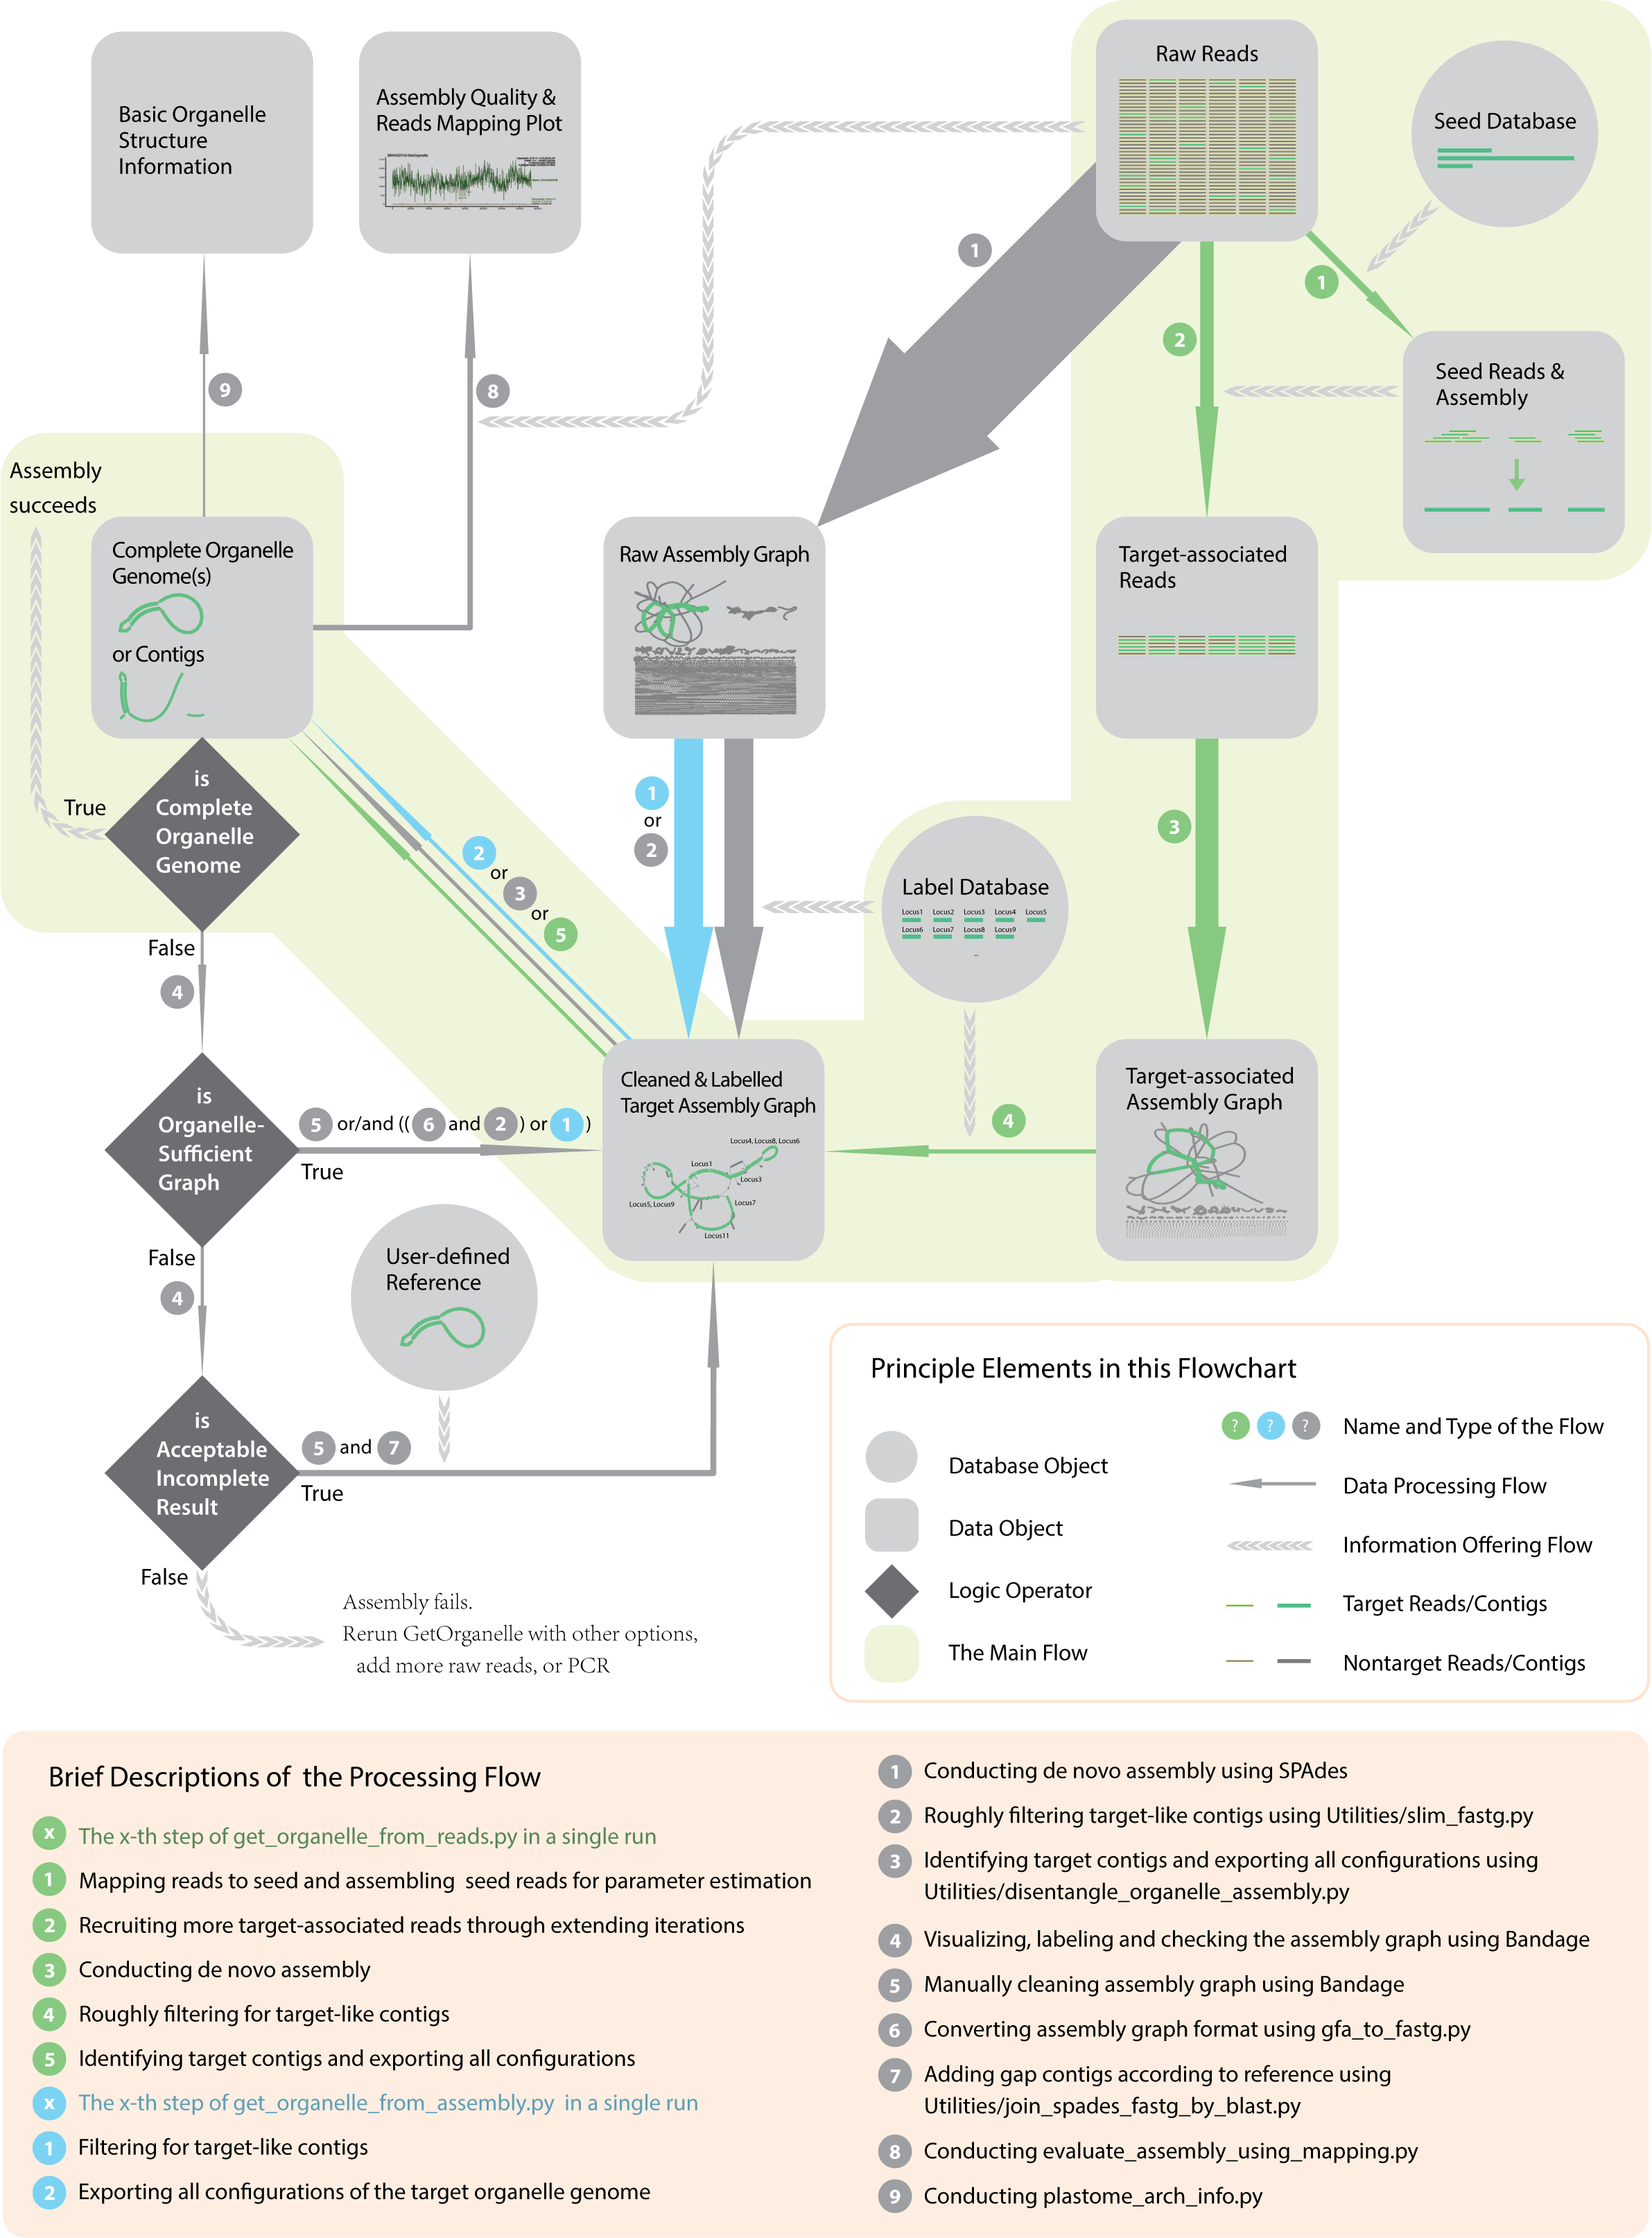 Basic Organelle
Structure
Information
Assembly Quality &
Reads Mapping Plot
Raw Reads
Seed Database
1
1
2
Seed Reads &
Assembly
9
8
Assembly
succeeds
Complete Organelle
Genome(s)
or Contigs
Raw Assembly Graph
Target-associated
Reads
is
Complete
Organelle
Genome
True
False
4
2
or
3
or
5
1
or
2
3
Label Database
Locus1 Locus2 Locus3 Locus4 Locus5
Locus6 Locus7 Locus8 Locus9
...
is
Organelle-
Sufficient
Graph
5 or/and (( 6 and 2 ) or 1 )
True
False
4
Cleaned & Labelled
Target Assembly Graph
Locus4, Locus8, Locus6
Locus1
Locus3
Locus5, Locus9
Locus7
Locus11
4
Target-associated
Assembly Graph
User-defined
Reference
is
Acceptable
Incomplete
Result
5 and 7
True
False
Assembly fails.
Rerun GetOrganelle with other options,
add more raw reads, or PCR
Principle Elements in this Flowchart
Database Object
Data Object
Logic Operator
The Main Flow
? ? ? Name and Type of the Flow
Data Processing Flow
Information Offering Flow
Target Reads/Contigs
Nontarget Reads/Contigs
Brief Descriptions of the Processing Flow
x The x-th step of get_organelle_from_reads.py in a single run
1 Mapping reads to seed and assembling seed reads for parameter estimation
2 Recruiting more target-associated reads through extending iterations
3 Conducting de novo assembly
4 Roughly filtering for target-like contigs
5 Identifying target contigs and exporting all configurations
x The x-th step of get_organelle_from_assembly.py in a single run
1 Filtering for target-like contigs
2 Exporting all configurations of the target organelle genome
1 Conducting de novo assembly using SPAdes
2 Roughly filtering target-like contigs using Utilities/slim_fastg.py
3 Identifying target contigs and exporting all configurations using
Utilities/disentangle_organelle_assembly.py
4 Visualizing, labeling and checking the assembly graph using Bandage
5 Manually cleaning assembly graph using Bandage
6 Converting assembly graph format using gfa_to_fastg.py
7 Adding gap contigs according to reference using
Utilities/join_spades_fastg_by_blast.py
8 Conducting evaluate_assembly_using_mapping.py
9 Conducting plastome_arch_info.py